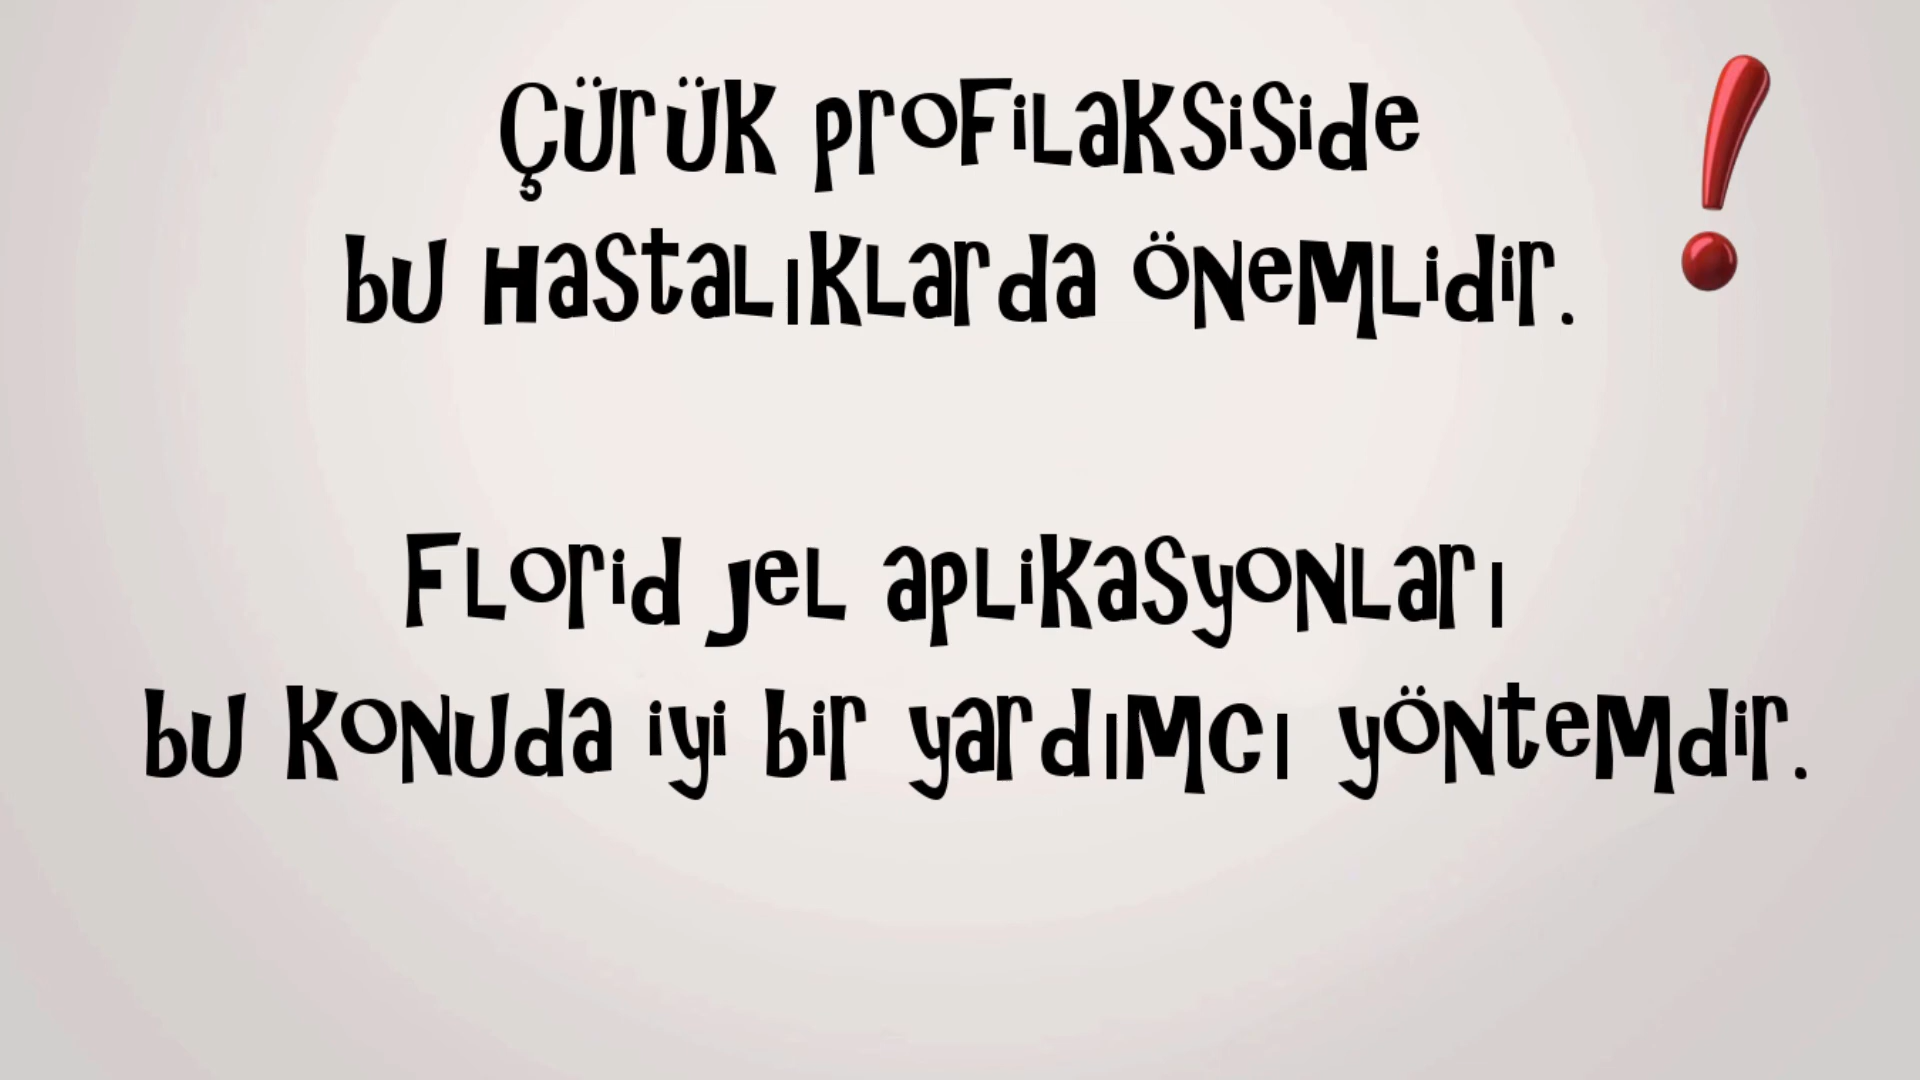 Çürük profilaksiside
bu hastalıklarda önemlidir.
Florid jel aplikasyonları
bu konuda iyi bir yardımcı yöntemdir.